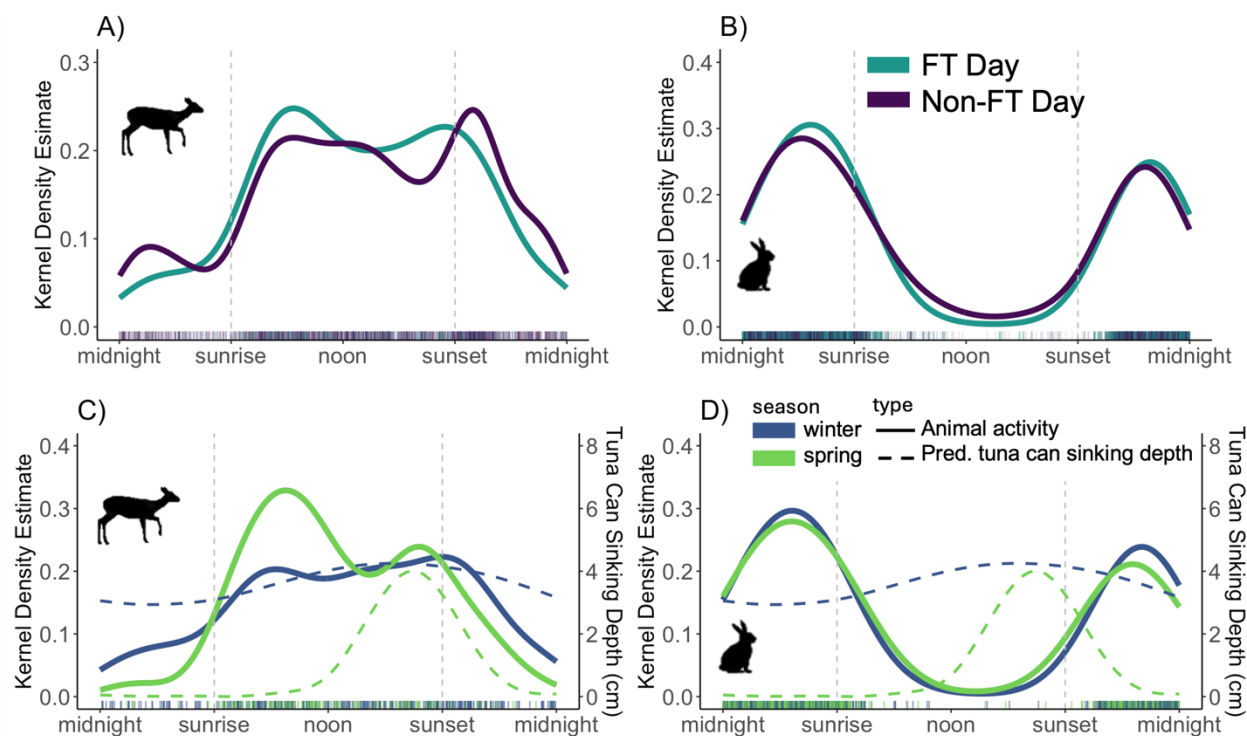 A)
Kernel Density Esimate
0.3
0.2
0.1
0.0
midnight sunrise noon sunset midnight
B)
FT Day
Non-FT Day
Kernel Density Estimate
0.4
0.3
0.2
0.1
0.0
midnight sunrise noon sunset midnight
C)
Kernel Density Estimate
0.4
0.3
0.2
0.1
0.0
Tuna Can Sinking Depth (cm)
8
6
4
2
0
midnight sunrise noon sunset midnight
D)
season type
winter Animal activity
spring Pred. tuna can sinking depth
Kernel Density Estimate
0.4
0.3
0.2
0.1
0.0
Tuna Can Sinking Depth (cm)
8
6
4
2
0
midnight sunrise noon sunset midnight